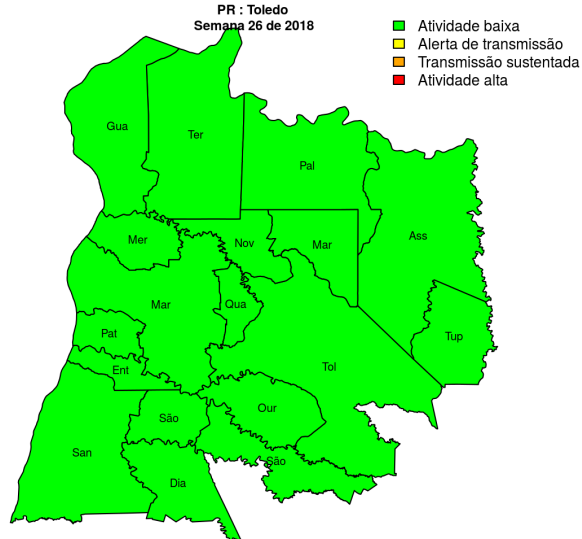 PR : Toledo
Semana 26 de 2018
Atividade baixa
Alerta de transmissão
Transmissão sustentada
Atividade alta
Gua
Ter
Pal
Ass
Mer
Nov
Mar
Mar
Qua
Pat
Tup
Ent
Tol
São
Our
San
São
Dia